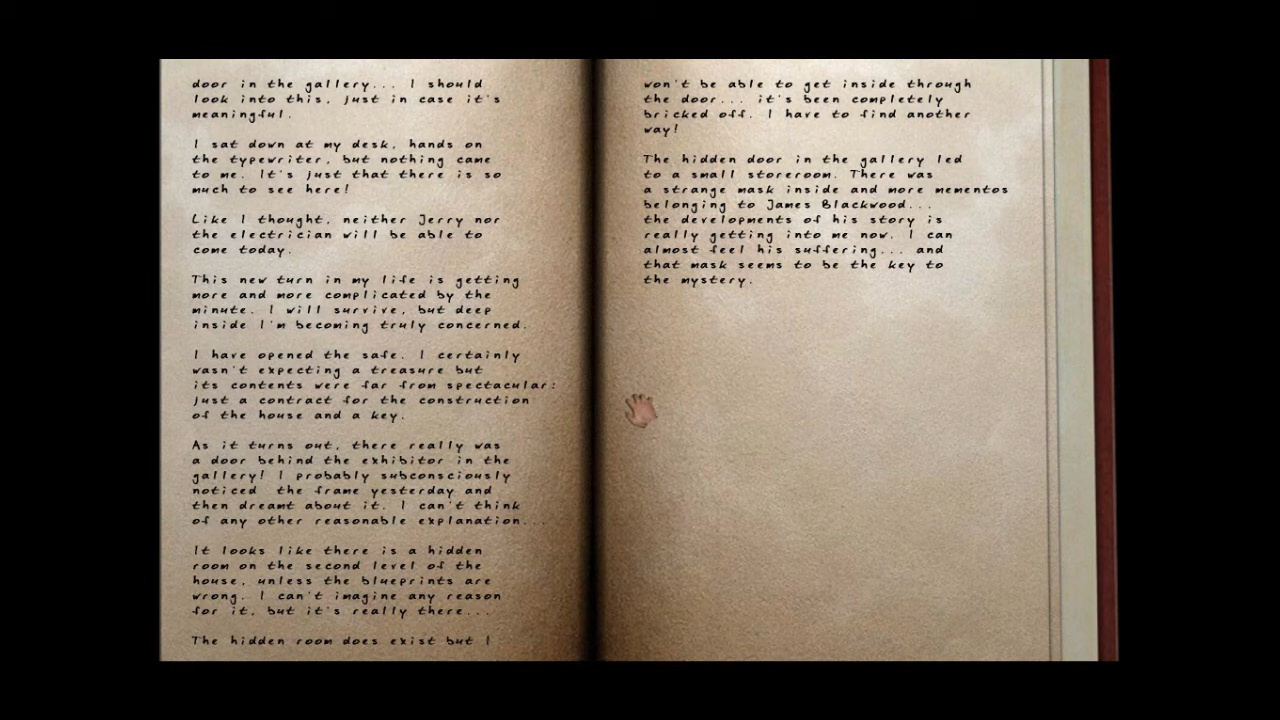 door in the gallery... I should
look into this, just in case it's
meaningful.
I sat down at my desk, hands on
the typewriter, but nothing came
to me. It's just that there is so
much to see here!
Like I thought, neither Jerry nor
the electrician will be able to
come today.
This new turn in my life is getting
more and more complicated by the
minute. I will survive, but deep
inside I'm becoming truly concerned.
I have opened the safe. I certainly
wasn't expecting a treasure but
its contents were far from spectacular:
just a contract for the construction
of the house and a key.
As it turns out, there really was
a door behind the exhibitor in the
gallery! I probably subconsciously
noticed the frame yesterday and
then dreamt about it. I can't think
of any other reasonable explanation...
It looks like there is a hidden
room on the second level of the
house, unless the blueprints are
wrong. I can't imagine any reason
for it, but it's really there...
The hidden room does exist but I
won't be able to get inside through
the door... it's been completely
bricked off. I have to find another
way!
The hidden door in the gallery led
to a small storeroom. There was
a strange mask inside and more mementos
belonging to James Blackwood...
the developments of his story is
really getting into me now. I can
almost feel his suffering... and
that mask seems to be the key to
the mystery.